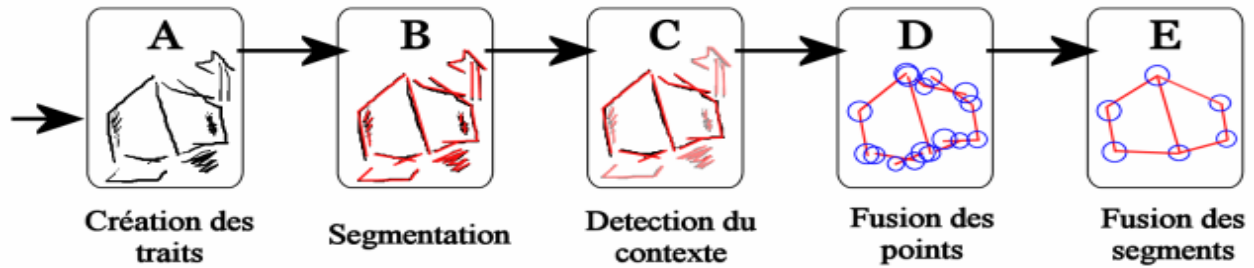 A
B
C
D
E
Création des
traits
Segmentation
Detection du
contexte
Fusion des
points
Fusion des
segments